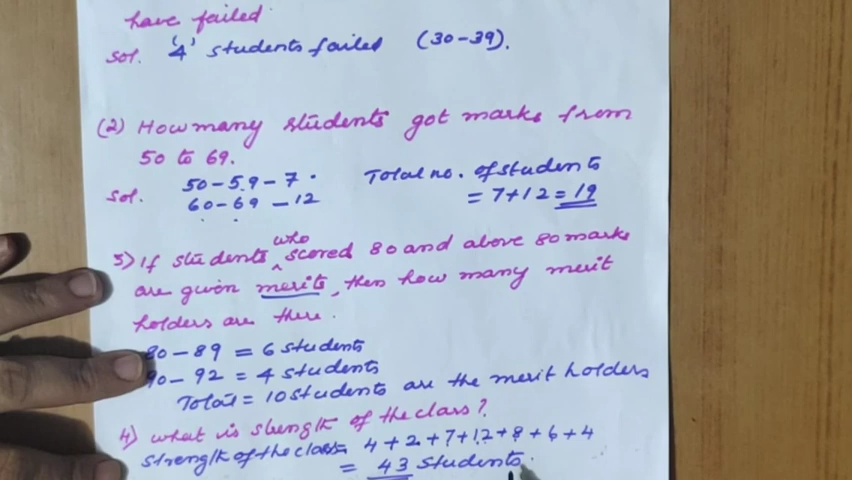 have failed
sol. '4' students failed (30-39).
(2) How many students got marks from
50 to 69.
sol. 50-59-7. Total no. of students
60-69-12 = 7+12 = 19
3) If students who scored 80 and above 80 marks
are given merits, then how many merit
holders are there.
80-89 = 6 students
90-92 = 4 students
Total = 10 students are the merit holders
4) what is strength of the class?
strength of the class = 4+2+7+12+8+6+4
= 43 students.